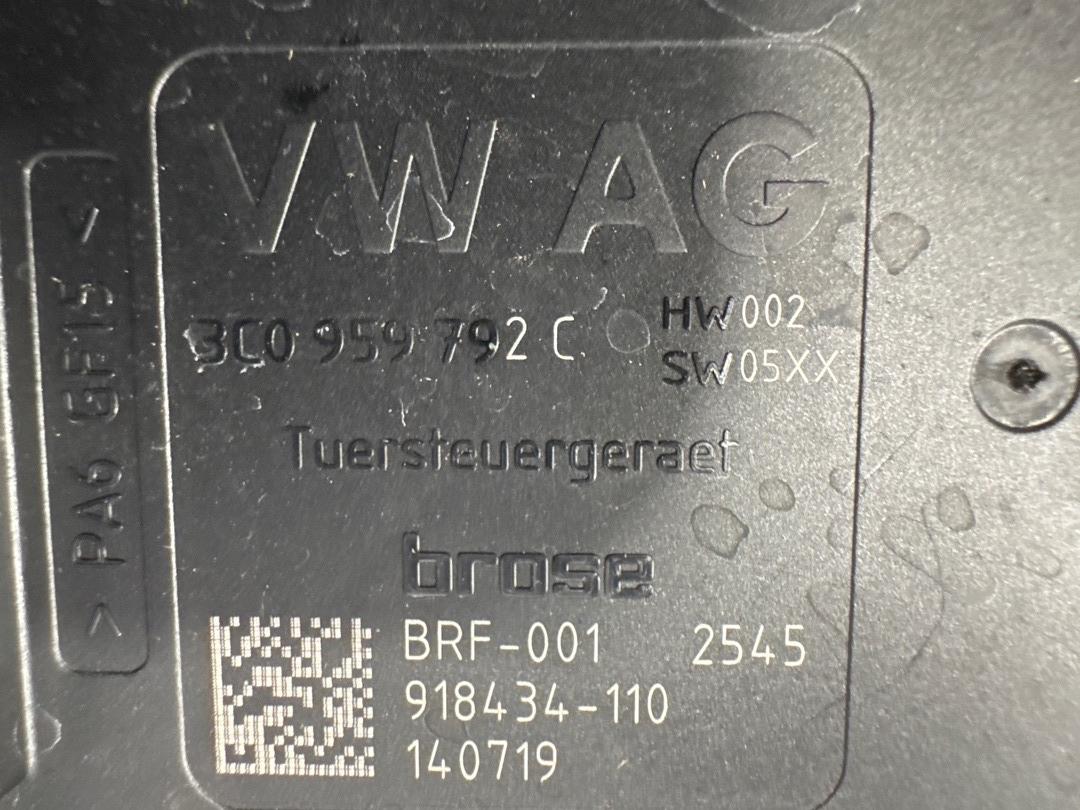 VW AG
3C0 959 792 C
HW002
SW05XX
Tuersteuergeraet
brose
BRF-001 2545
918434-110
140719
> PA6 GF15 <